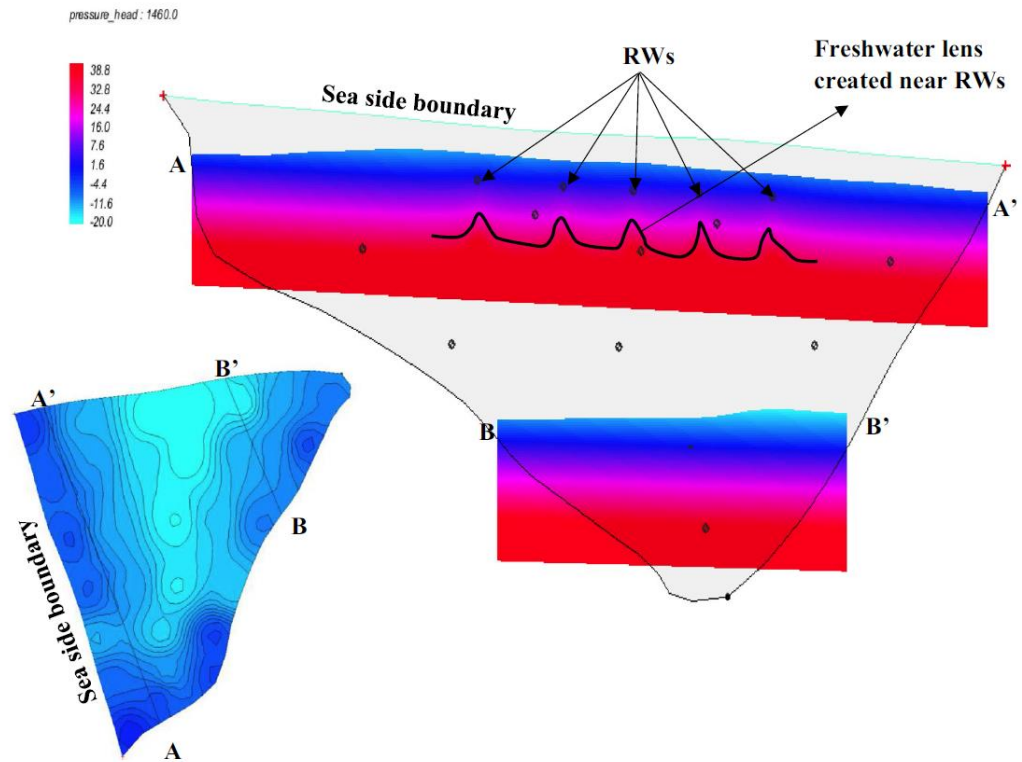 pressure_head : 1460.0
38.8
32.8
24.4
16.0
7.6
1.6
-4.4
-11.6
-20.0
RWs
Freshwater lens
created near RWs
Sea side boundary
A
A'
B
B'
A'
B'
B
A
Sea side boundary